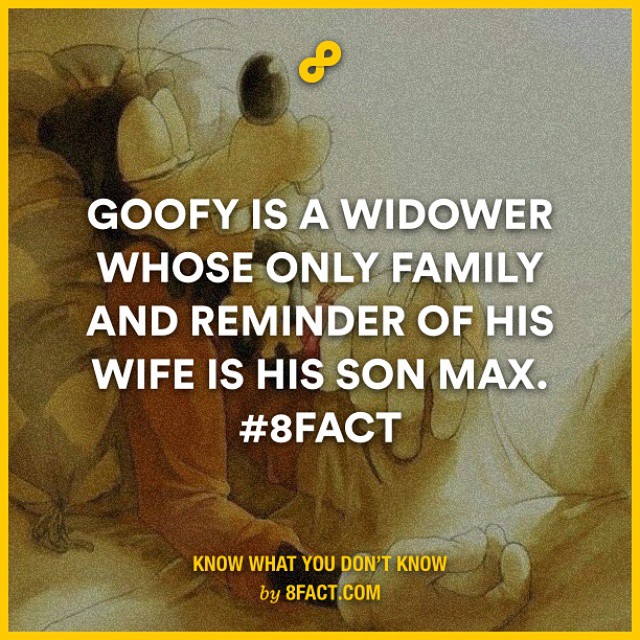 GOOFY IS A WIDOWER
WHOSE ONLY FAMILY
AND REMINDER OF HIS
WIFE IS HIS SON MAX.
#8FACT
KNOW WHAT YOU DON'T KNOW
by 8FACT.COM